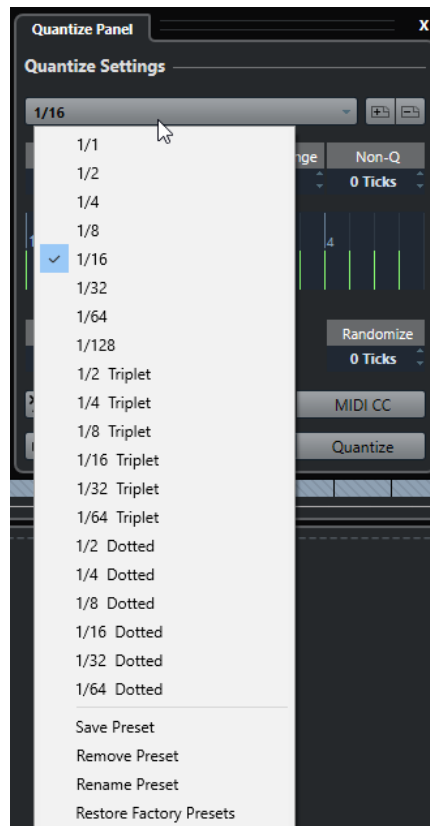 Quantize Panel X
Quantize Settings
1/16
Non-Q
0 Ticks
4
Randomize
0 Ticks
MIDI CC
Quantize
1/1
1/2
1/4
1/8
1/16
1/32
1/64
1/128
1/2 Triplet
1/4 Triplet
1/8 Triplet
1/16 Triplet
1/32 Triplet
1/64 Triplet
1/2 Dotted
1/4 Dotted
1/8 Dotted
1/16 Dotted
1/32 Dotted
1/64 Dotted
Save Preset
Remove Preset
Rename Preset
Restore Factory Presets